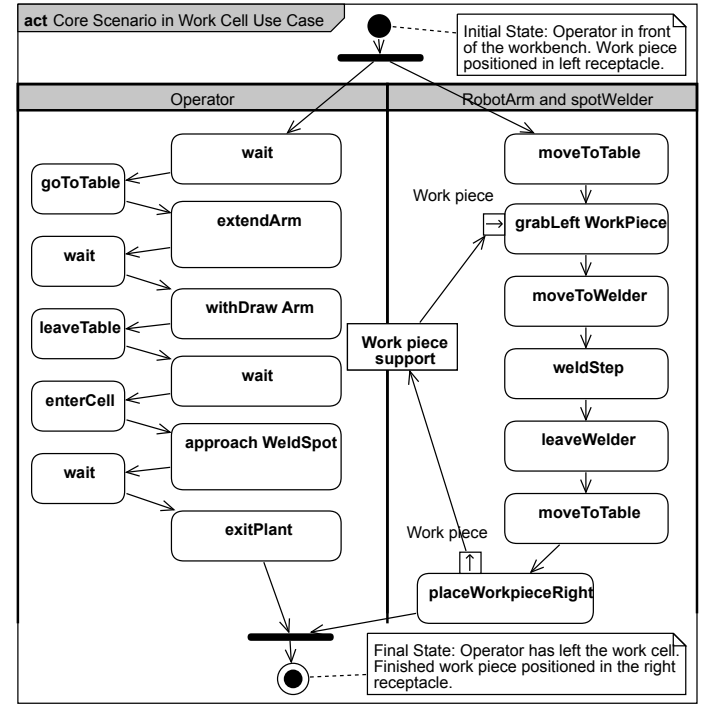 act Core Scenario in Work Cell Use Case
Initial State: Operator in front
of the workbench. Work piece
positioned in left receptacle.
Operator
RobotArm and spotWelder
wait
goToTable
extendArm
wait
withDraw Arm
leaveTable
wait
enterCell
approach WeldSpot
wait
exitPlant
moveToTable
Work piece
grabLeft WorkPiece
moveToWelder
Work piece
support
weldStep
leaveWelder
moveToTable
Work piece
placeWorkpieceRight
Final State: Operator has left the work cell.
Finished work piece positioned in the right
receptacle.